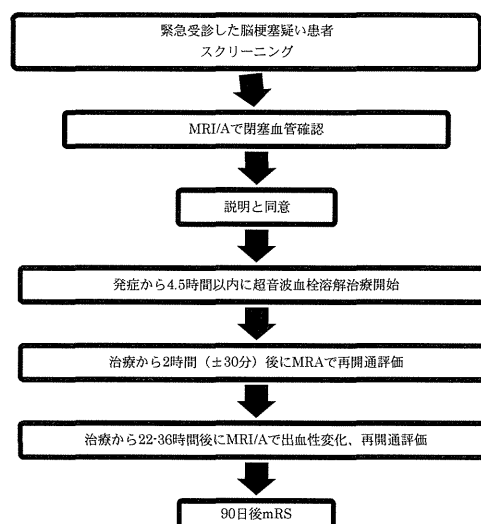 緊急受診した脳梗塞疑い患者
スクリーニング
MRI/Aで閉塞血管確認
説明と同意
発症から4.5時間以内に超音波血栓溶解治療開始
治療から2時間（±30分）後にMRAで再開通評価
治療から22-36時間後にMRI/Aで出血性変化、再開通評価
90日後mRS